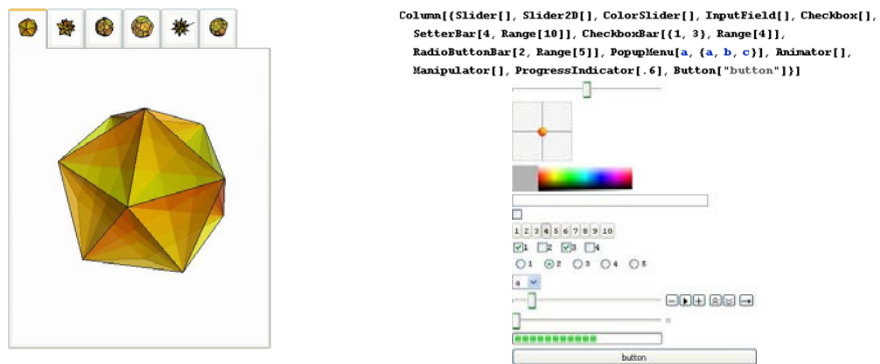 Column[{Slider[], Slider2D[], ColorSlider[], InputField[], Checkbox[],
SetterBar[4, Range[10]], CheckboxBar[{1, 3}, Range[4]],
RadioButtonBar[2, Range[5]], PopupMenu[a, {a, b, c}], Animator[],
Manipulator[], ProgressIndicator[.6], Button["button"]}]
1 2 3 4 5 6 7 8 9 10
1 2 3 4
1 2 3 4 5
a
button